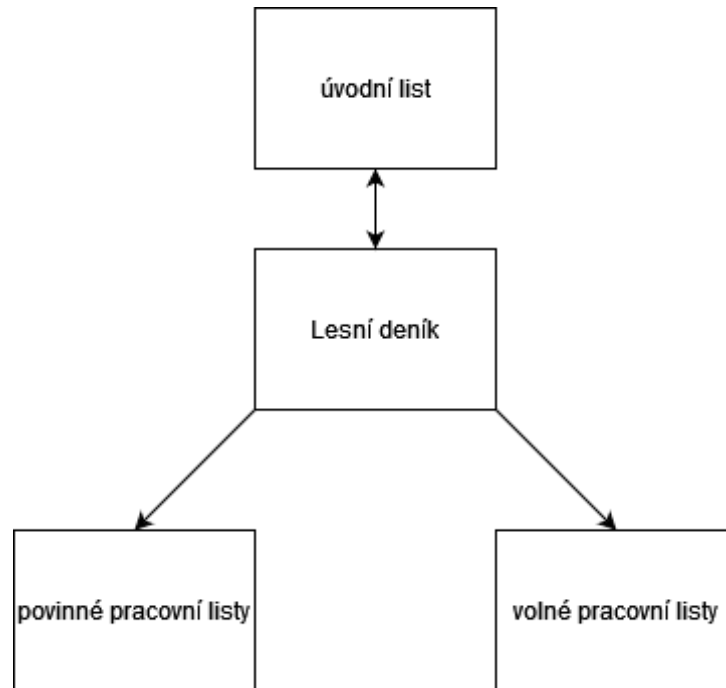 úvodní list
Lesní deník
povinné pracovní listy
volné pracovní listy